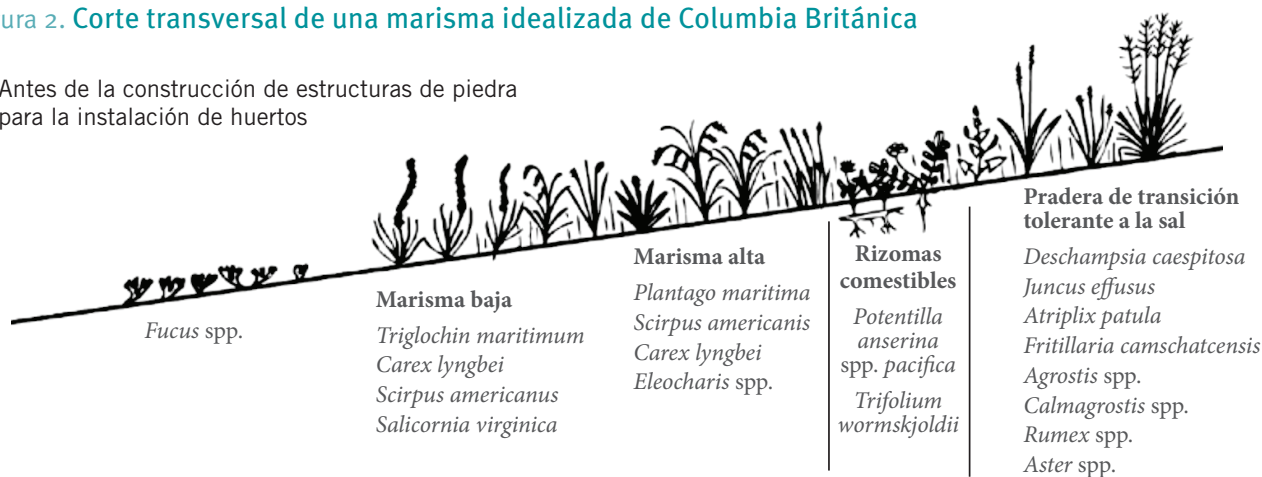 ura 2. Corte transversal de una marisma idealizada de Columbia Británica
Antes de la construcción de estructuras de piedra
para la instalación de huertos
Fucus spp.
Marisma baja
Triglochin maritimum
Carex lyngbei
Scirpus americanus
Salicornia virginica
Marisma alta
Plantago maritima
Scirpus americanis
Carex lyngbei
Eleocharis spp.
Rizomas
comestibles
Potentilla
anserina
spp. pacifica
Trifolium
wormskjoldii
Pradera de transición
tolerante a la sal
Deschampsia caespitosa
Juncus effusus
Atriplix patula
Fritillaria camschatcensis
Agrostis spp.
Calmagrostis spp.
Rumex spp.
Aster spp.